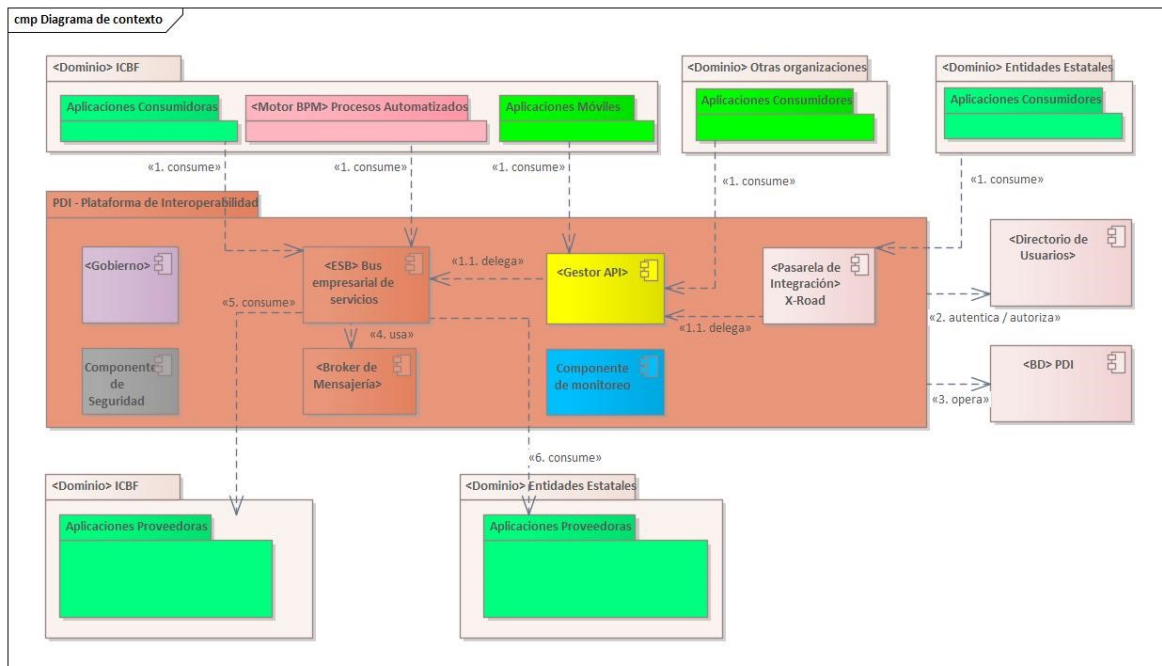 cmp Diagrama de contexto
<Dominio> ICBF
<Dominio> Otras organizaciones
<Dominio> Entidades Estatales
Aplicaciones Consumidoras
<Motor BPM> Procesos Automatizados
Aplicaciones Móviles
Aplicaciones Consumidores
Aplicaciones Consumidores
«1. consume»
«1. consume»
«1. consume»
«1. consume»
«1. consume»
PDI - Plataforma de Interoperabilidad
<Gobierno>
<ESB> Bus
empresarial de
servicios
«1.1. delega»
<Gestor API>
<Pasarela de
Integración>
X-Road
«1.1. delega»
<Directorio de
Usuarios>
«2. autentica / autoriza»
«5. consume»
«4. usa»
Componente
de
Seguridad
<Broker de
Mensajería>
Componente
de monitoreo
<BD> PDI
«3. opera»
«6. consume»
<Dominio> ICBF
Aplicaciones Proveedoras
<Dominio> Entidades Estatales
Aplicaciones Proveedoras